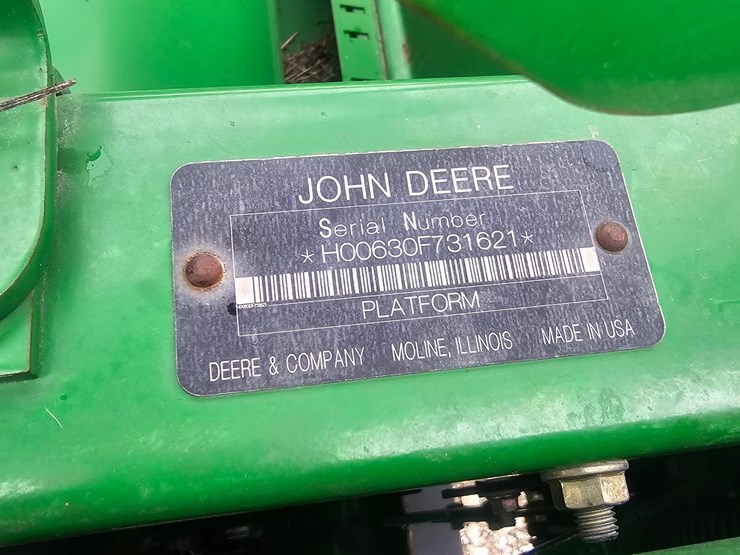 JOHN DEERE
Serial Number
*H00630F731621*
PLATFORM
DEERE & COMPANY MOLINE, ILLINOIS MADE IN USA